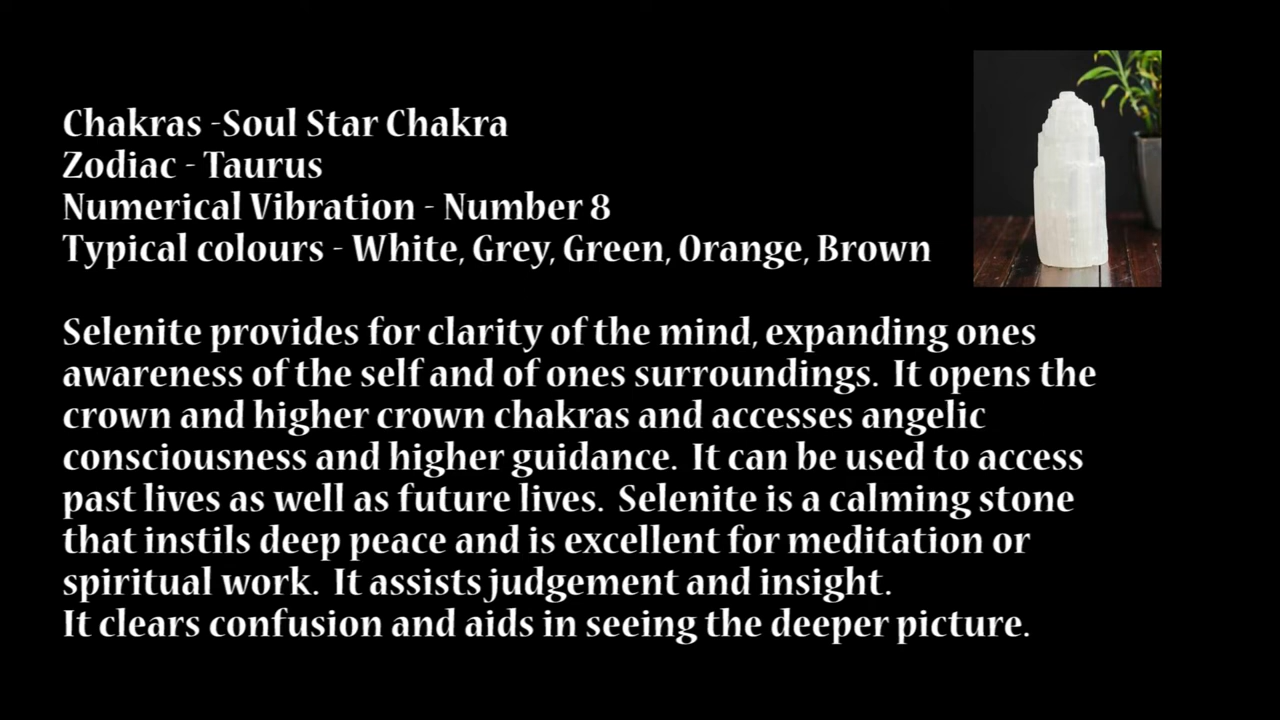 Chakras -Soul Star Chakra
Zodiac - Taurus
Numerical Vibration - Number 8
Typical colours - White, Grey, Green, Orange, Brown
Selenite provides for clarity of the mind, expanding ones
awareness of the self and of ones surroundings.  It opens the
crown and higher crown chakras and accesses angelic
consciousness and higher guidance.  It can be used to access
past lives as well as future lives.  Selenite is a calming stone
that instils deep peace and is excellent for meditation or
spiritual work.  It assists judgement and insight.
It clears confusion and aids in seeing the deeper picture.